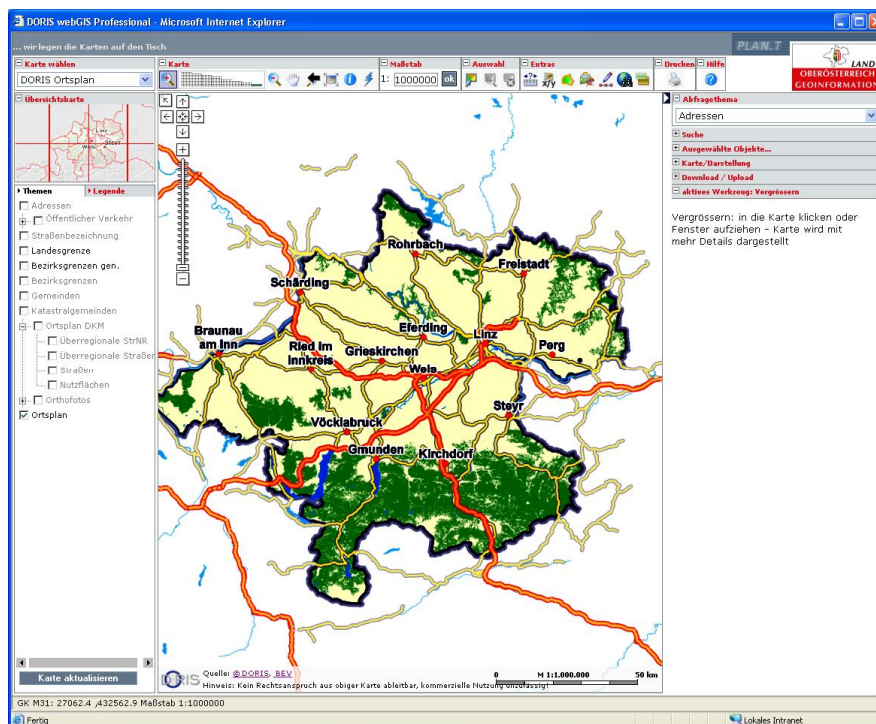 DORIS webGIS Professional - Microsoft Internet Explorer
... wir legen die Karten auf den Tisch
PLAN.T
Karte wählen
Karte
Maßstab
Auswahl
Extras
Drucken
Hilfe
DORIS Ortsplan
1: 1000000 ok
x/y
LAND
OBERÖSTERREICH
GEOINFORMATION
Übersichtskarte
Linz
Wels
Steyr
Themen
Legende
Adressen
Öffentlicher Verkehr
Straßenbezeichnung
Landesgrenze
Bezirksgrenzen gen.
Bezirksgrenzen
Gemeinden
Katastralgemeinden
Ortsplan DKM
Überregionale StrNR
Überregionale Straßen
Straßen
Nutzflächen
Orthofotos
Ortsplan
Karte aktualisieren
Rohrbach
Freistadt
Schärding
Braunau
am Inn
Eferding
Linz
Ried im
Innkreis
Grieskirchen
Perg
Wels
Steyr
Vöcklabruck
Gmunden
Kirchdorf
DORIS
Quelle: © DORIS, BEV
Hinweis: Kein Rechtsanspruch aus obiger Karte ableitbar, kommerzielle Nutzung unzulässig!
0 M 1:1.000.000 50 km
Abfragethema
Adressen
Suche
Ausgewählte Objekte...
Karte/Darstellung
Download / Upload
aktives Werkzeug: Vergrössern
Vergrössern: in die Karte klicken oder
Fenster aufziehen - Karte wird mit
mehr Details dargestellt
GK M31: 27062.4 ,432562.9 Maßstab 1:1000000
Fertig
Lokales Intranet